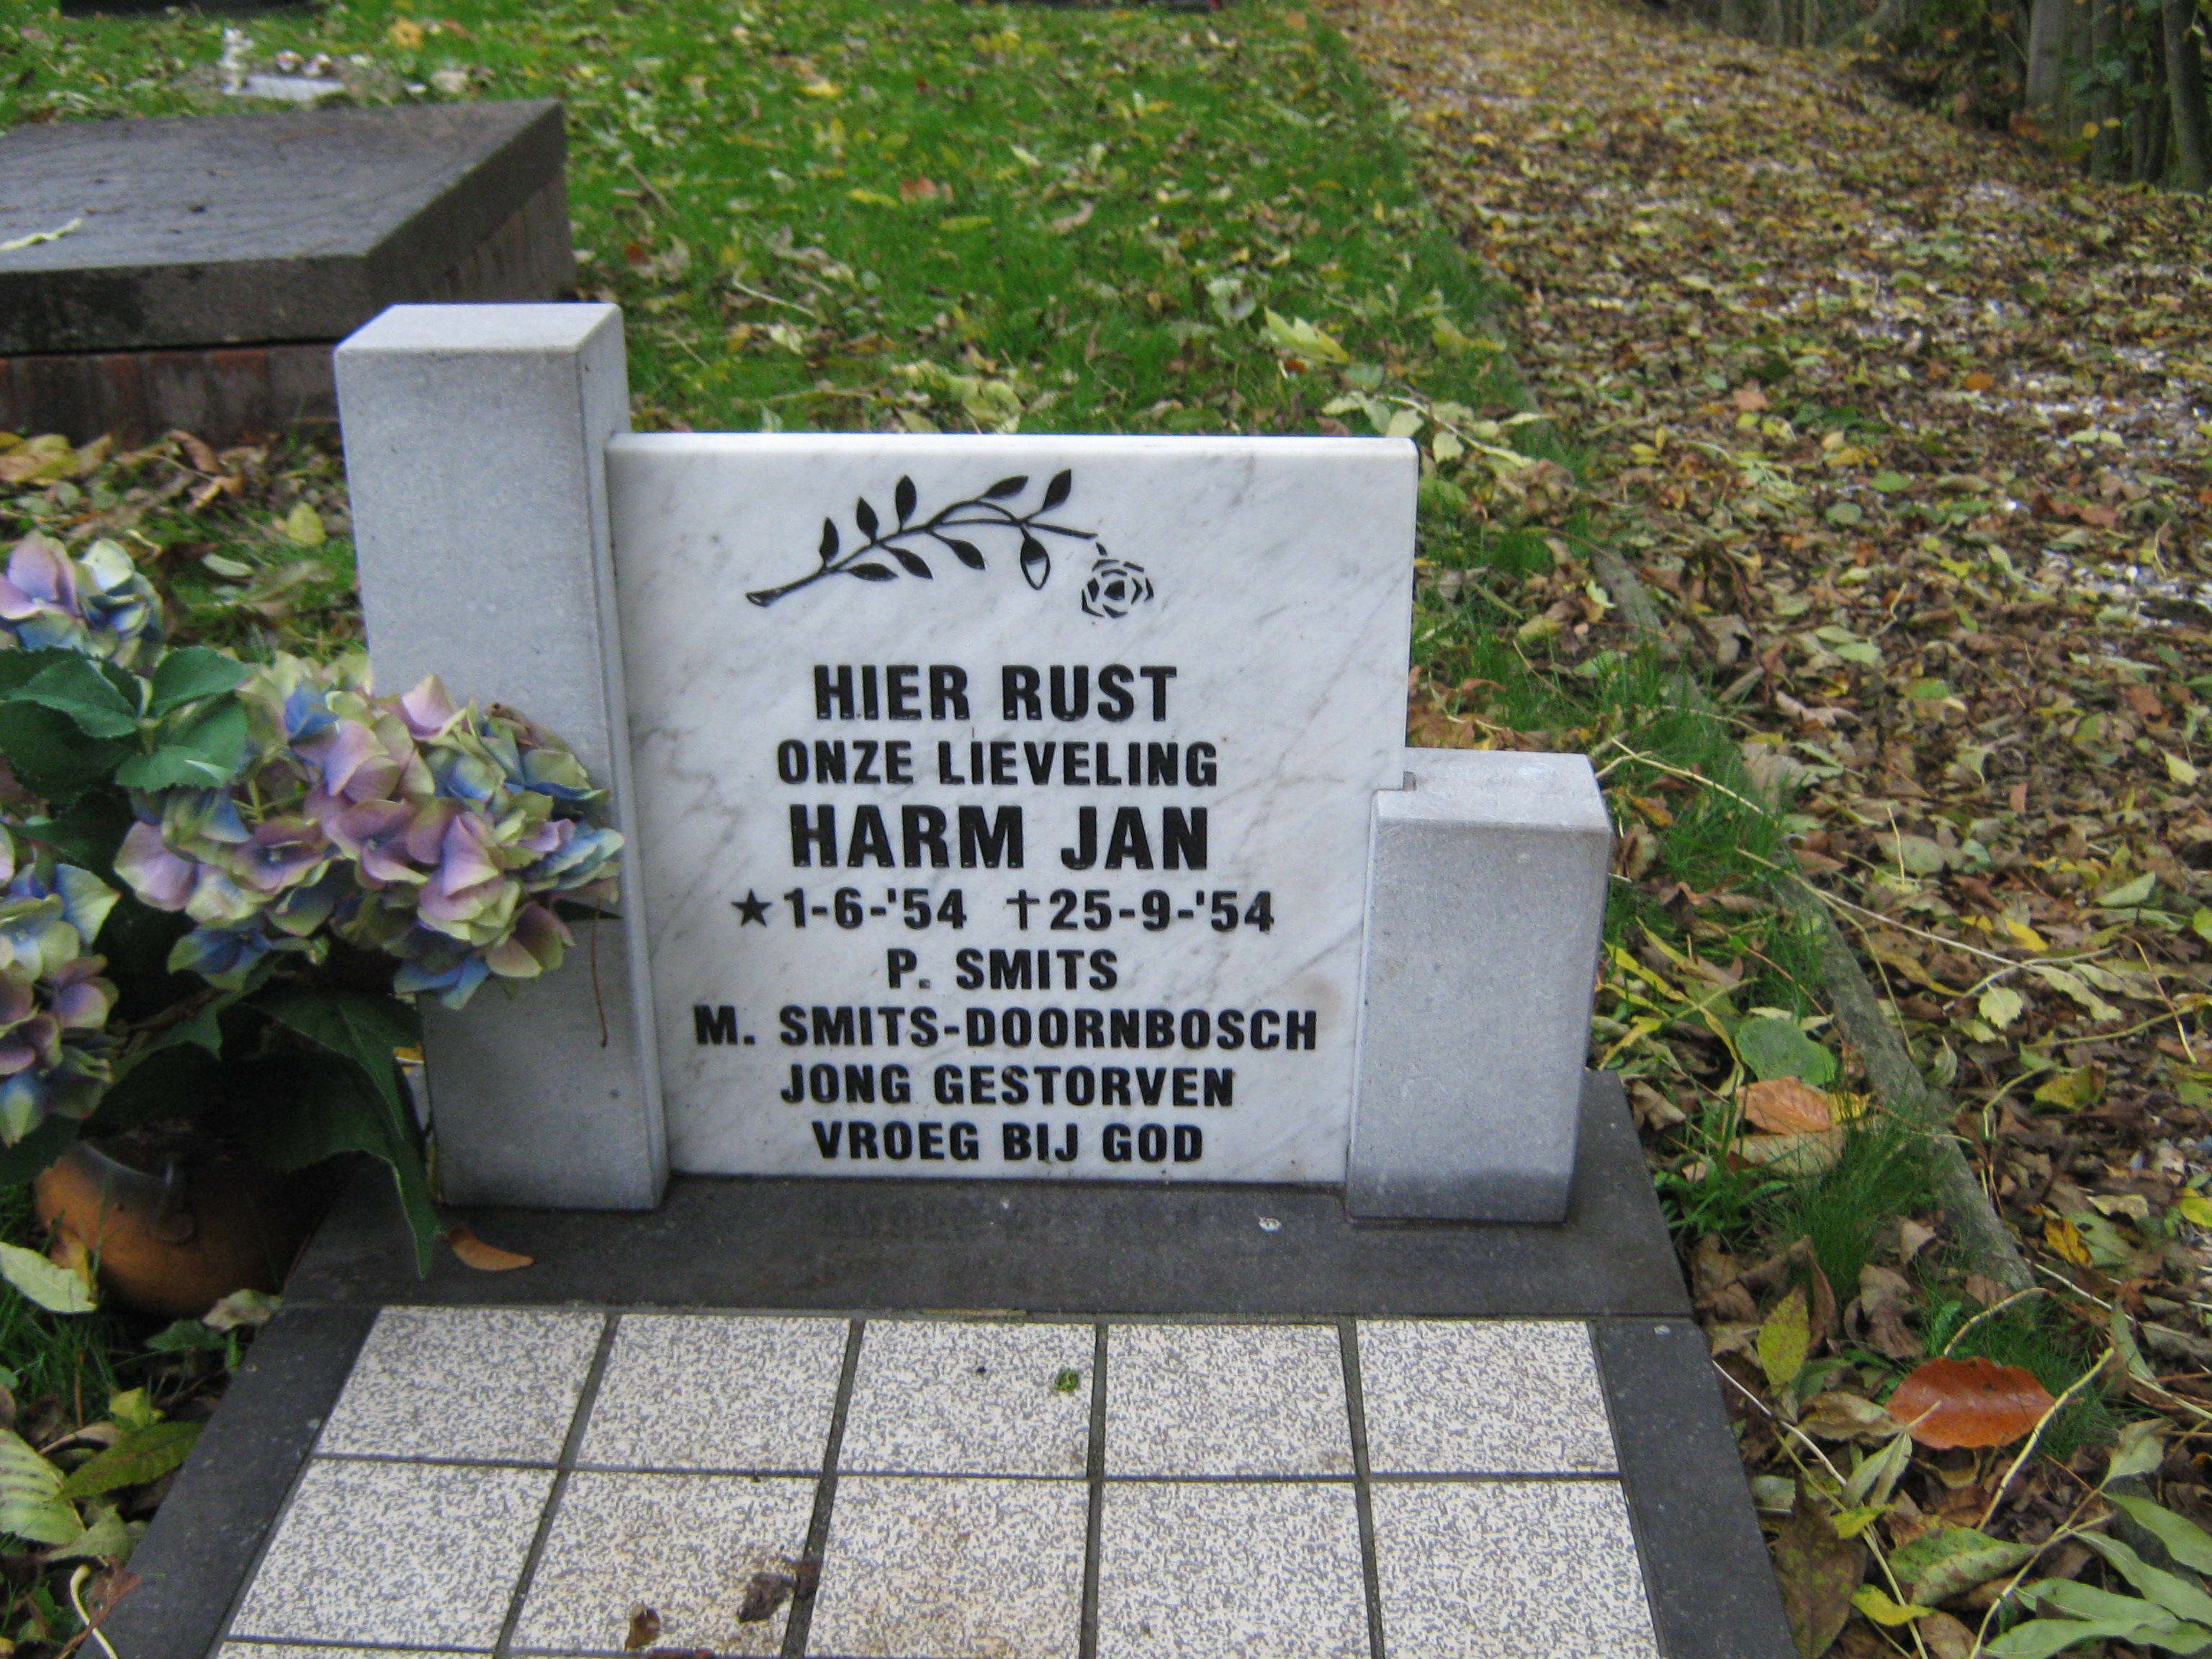 HIER RUST
ONZE LIEVELING
HARM JAN
★ 1-6-'54 † 25-9-'54
P. SMITS
M. SMITS-DOORNBOSCH
JONG GESTORVEN
VROEG BIJ GOD